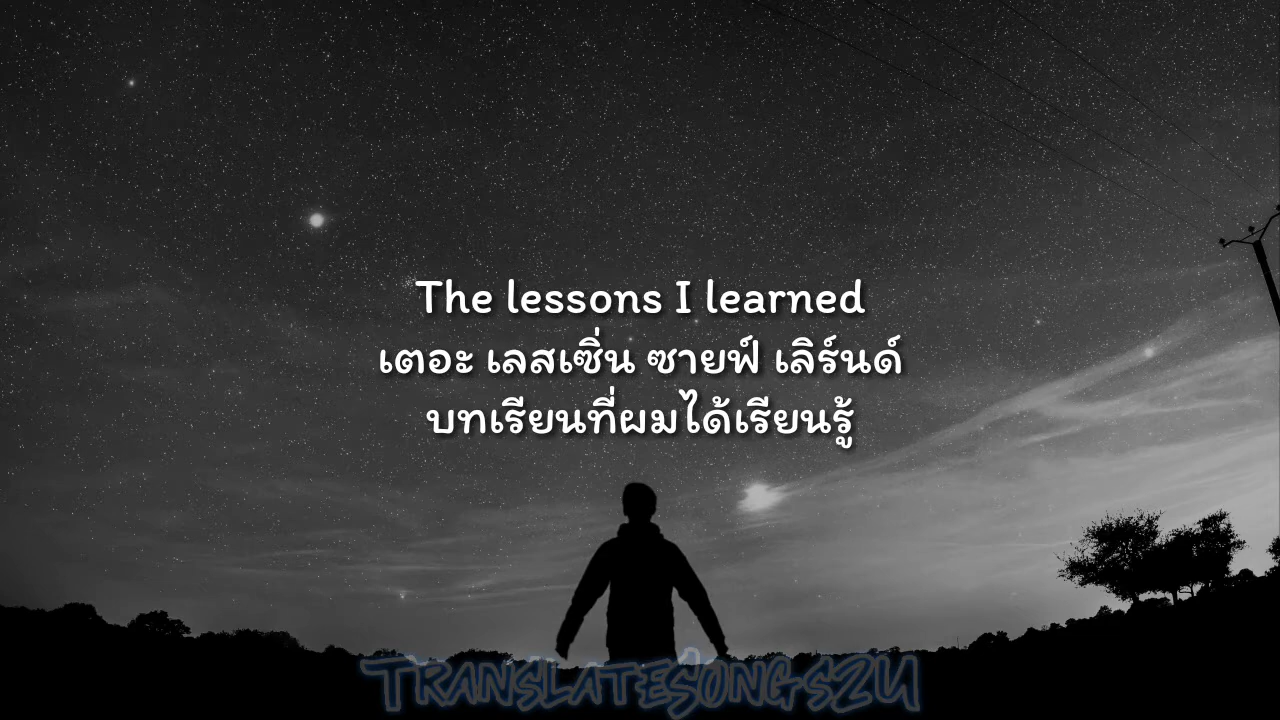 The lessons I learned
เตอะ เลสเซิ่น ซายฟ์ เลิร์นด์
บทเรียนที่ผมได้เรียนรู้
TRANSLATESONGS2U